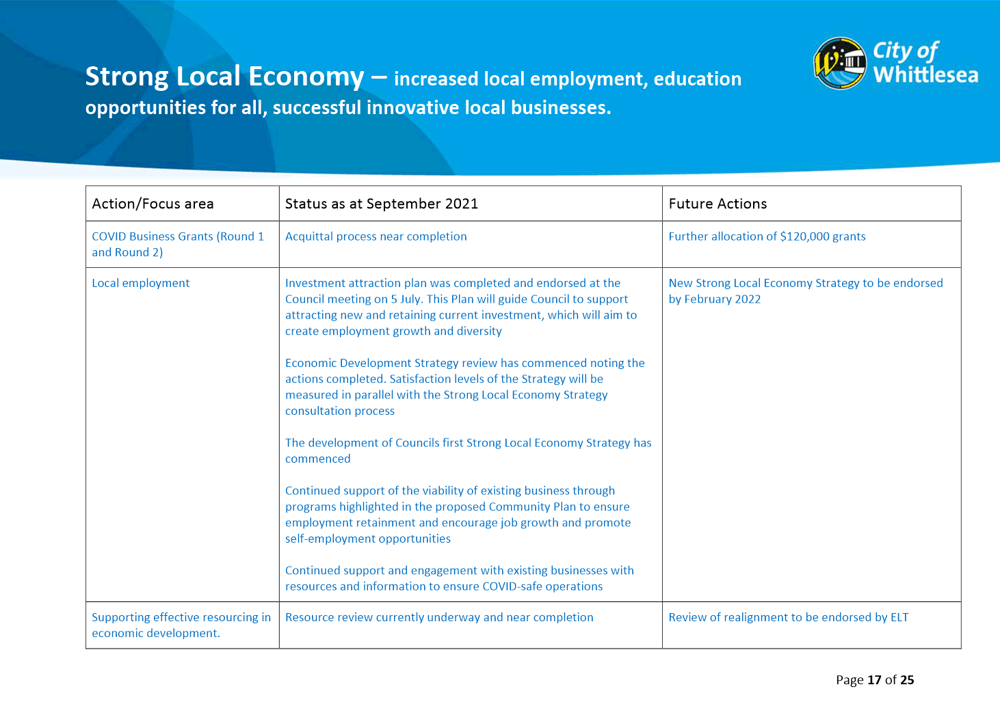 City of
Whittlesea
Strong Local Economy – increased local employment, education
opportunities for all, successful innovative local businesses.
Action/Focus area
Status as at September 2021
Future Actions
COVID Business Grants (Round 1
and Round 2)
Acquittal process near completion
Further allocation of $120,000 grants
Local employment
Investment attraction plan was completed and endorsed at the
Council meeting on 5 July. This Plan will guide Council to support
attracting new and retaining current investment, which will aim to
create employment growth and diversity
Economic Development Strategy review has commenced noting the
actions completed. Satisfaction levels of the Strategy will be
measured in parallel with the Strong Local Economy Strategy
consultation process
The development of Councils first Strong Local Economy Strategy has
commenced
Continued support of the viability of existing business through
programs highlighted in the proposed Community Plan to ensure
employment retainment and encourage job growth and promote
self-employment opportunities
Continued support and engagement with existing businesses with
resources and information to ensure COVID-safe operations
New Strong Local Economy Strategy to be endorsed
by February 2022
Supporting effective resourcing in
economic development.
Resource review currently underway and near completion
Review of realignment to be endorsed by ELT
Page 17 of 25